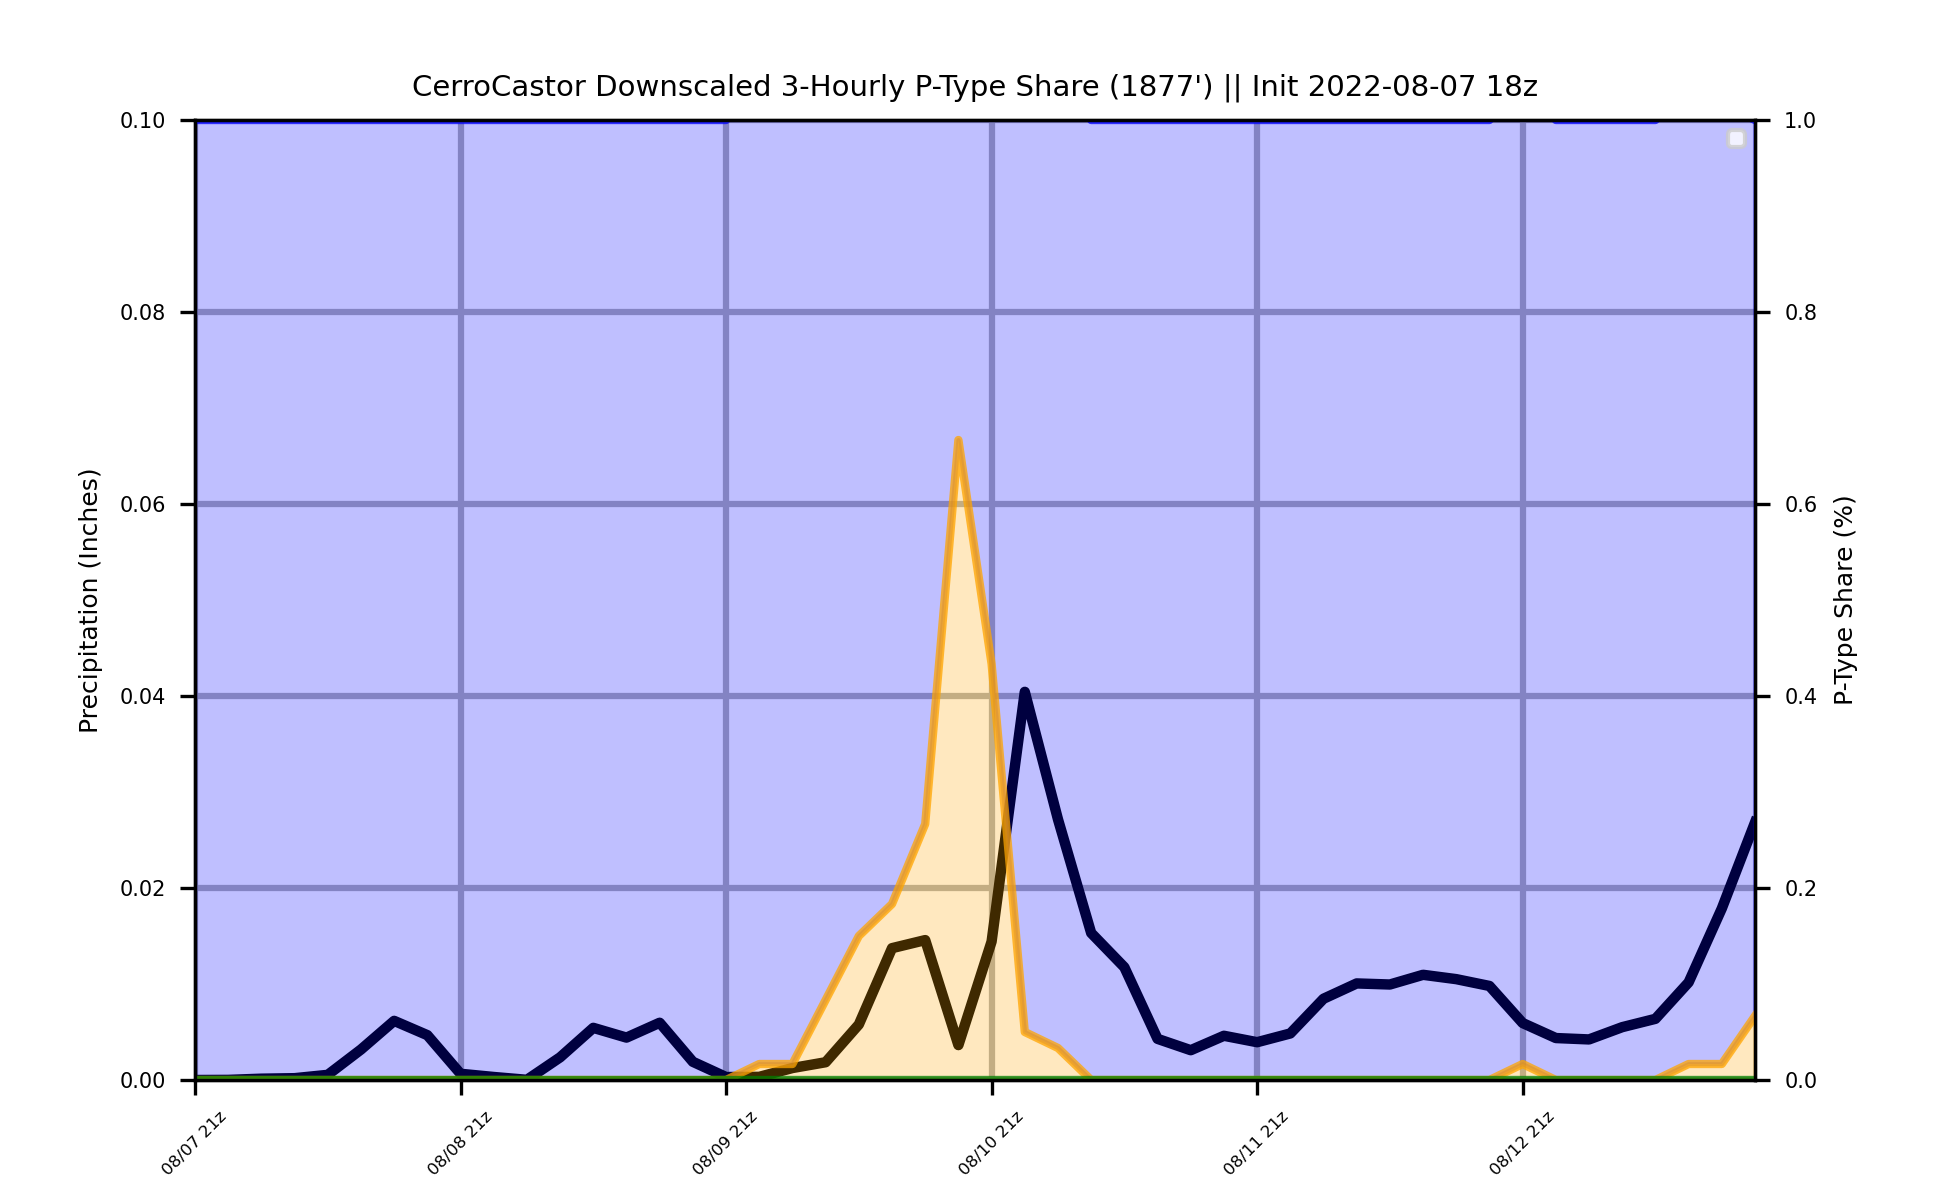 CerroCastor Downscaled 3-Hourly P-Type Share (1877') || Init 2022-08-07 18z
0.10
0.08
0.06
0.04
0.02
0.00
Precipitation (Inches)
1.0
0.8
0.6
0.4
0.2
0.0
P-Type Share (%)
08/07 21z
08/08 21z
08/09 21z
08/10 21z
08/11 21z
08/12 21z